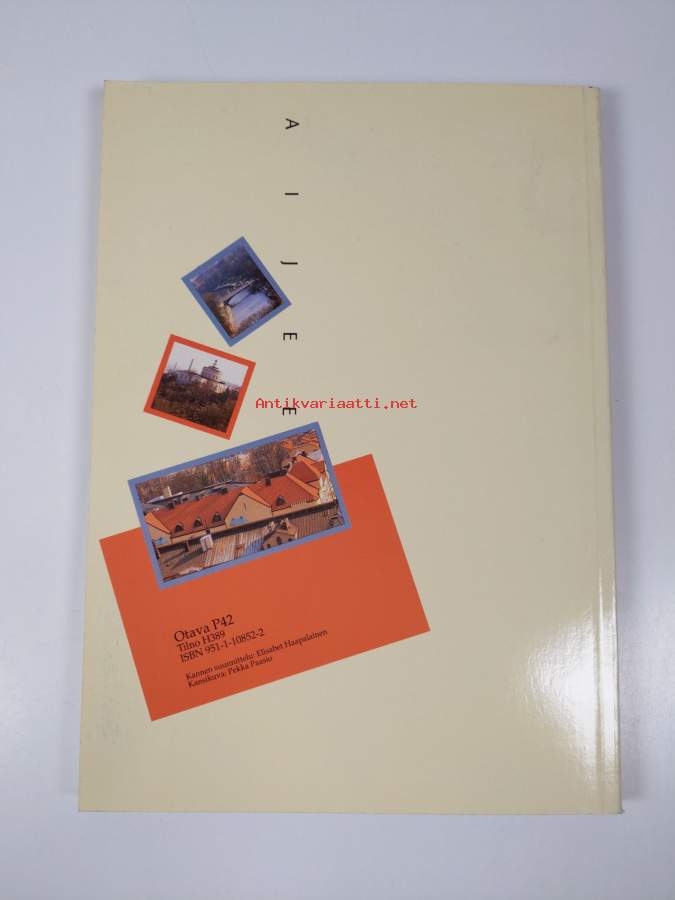 A
I
J
E
E
Antikvariaatti.net
Otava P42
Tilno H389
ISBN 951-1-10852-2
Kannen suunnittelu: Elisabet Haapalainen
Kansikuva: Pekka Paasio